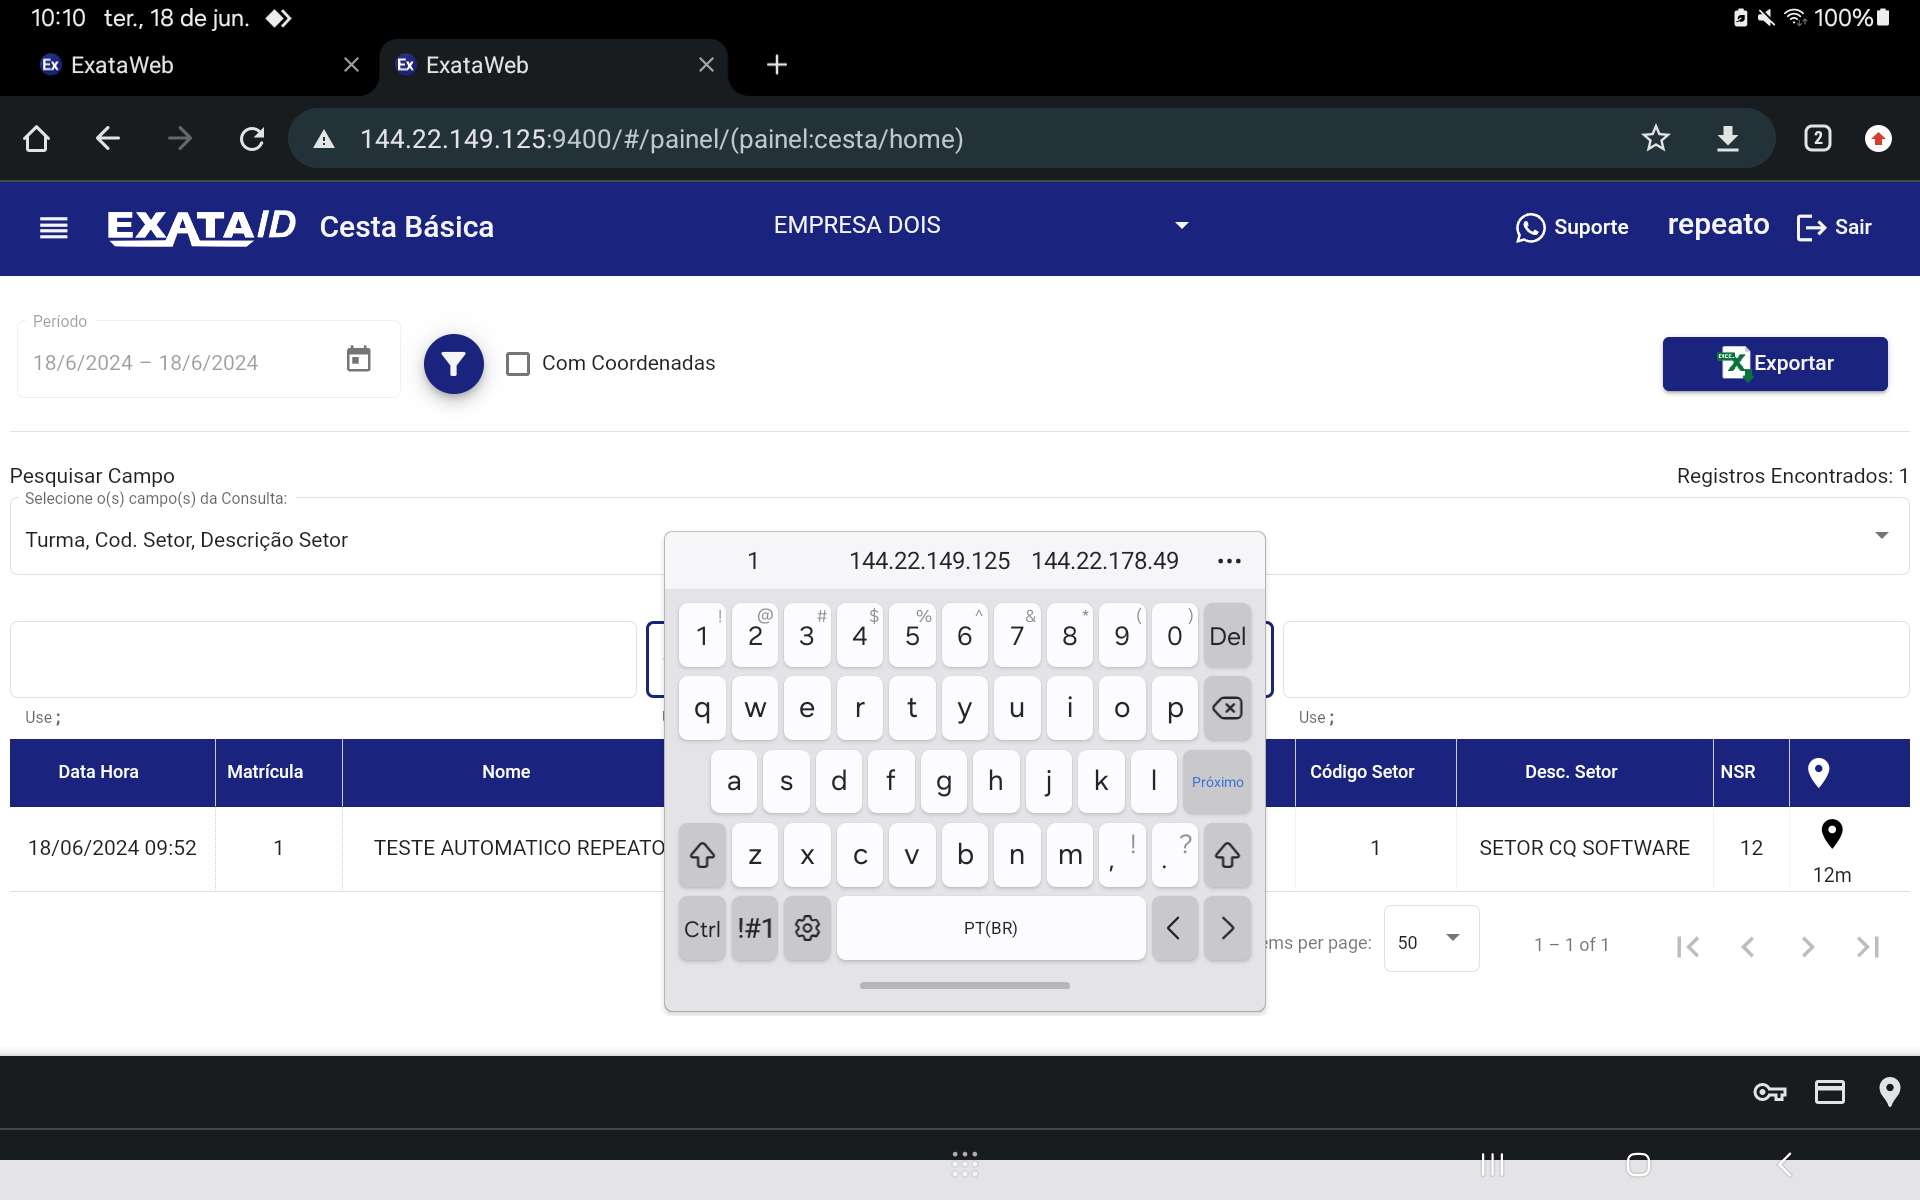 10:10 ter., 18 de jun. 100%
Ex ExataWeb
Ex ExataWeb
144.22.149.125:9400/#/painel/(painel:cesta/home) 2
EXATA/D Cesta Básica EMPRESA DOIS Suporte repeato Sair
Período
18/6/2024 – 18/6/2024
Com Coordenadas
Exportar
Pesquisar Campo Registros Encontrados: 1
Selecione o(s) campo(s) da Consulta:
Turma, Cod. Setor, Descrição Setor
1 144.22.149.125 144.22.178.49 •••
! @ # $ % ^ & * ( )
1 2 3 4 5 6 7 8 9 0 Del
q w e r t y u i o p
a s d f g h j k l Próximo
z x c v b n m , ! . ?
Ctrl !#1 PT(BR)
Use ; Use ;
Data Hora Matrícula Nome Código Setor Desc. Setor NSR
18/06/2024 09:52 1 TESTE AUTOMATICO REPEATO 1 SETOR CQ SOFTWARE 12
12m
ems per page: 50 1 – 1 of 1